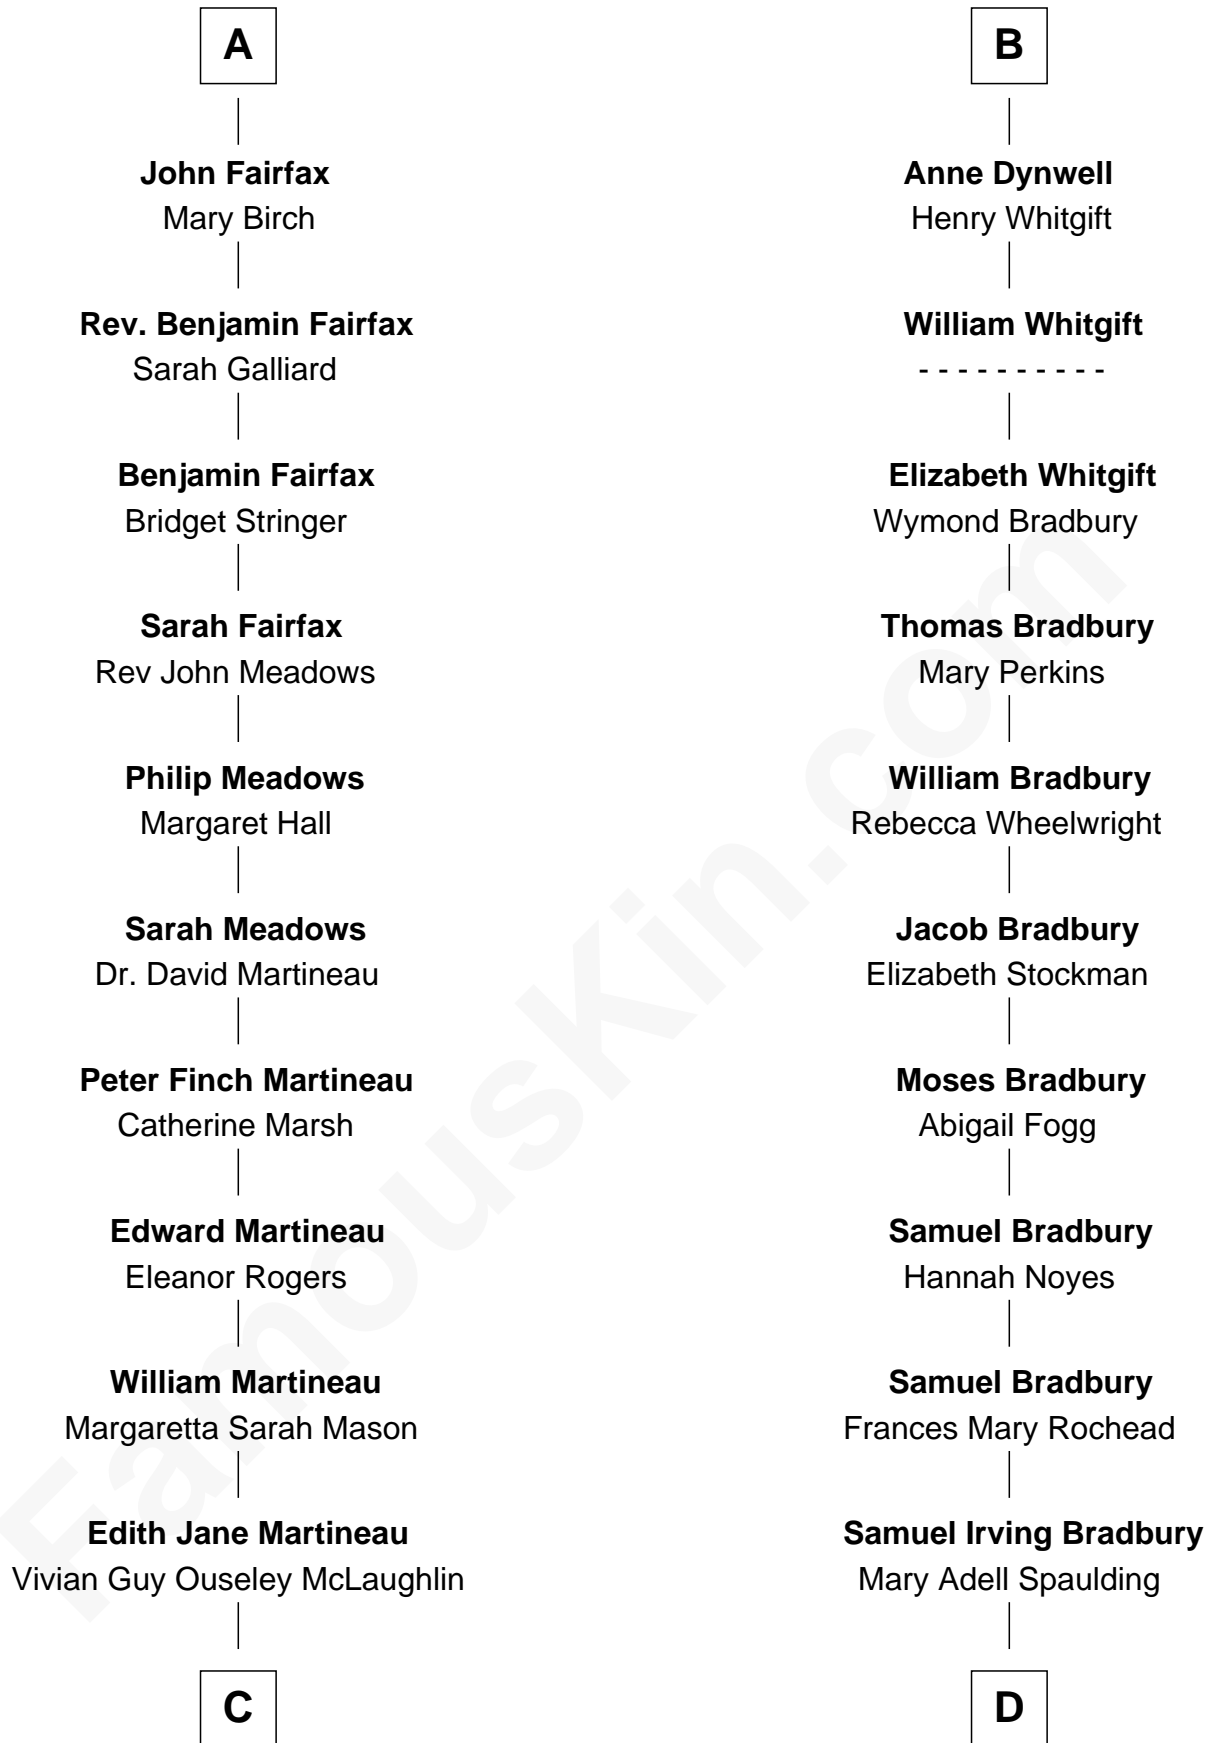 A
John Fairfax
Mary Birch
Rev. Benjamin Fairfax
Sarah Galliard
Benjamin Fairfax
Bridget Stringer
Sarah Fairfax
Rev John Meadows
Philip Meadows
Margaret Hall
Sarah Meadows
Dr. David Martineau
Peter Finch Martineau
Catherine Marsh
Edward Martineau
Eleanor Rogers
William Martineau
Margaretta Sarah Mason
Edith Jane Martineau
Vivian Guy Ouseley McLaughlin
C
B
Anne Dynwell
Henry Whitgift
William Whitgift
- - - - - - - - - -
Elizabeth Whitgift
Wymond Bradbury
Thomas Bradbury
Mary Perkins
William Bradbury
Rebecca Wheelwright
Jacob Bradbury
Elizabeth Stockman
Moses Bradbury
Abigail Fogg
Samuel Bradbury
Hannah Noyes
Samuel Bradbury
Frances Mary Rochead
Samuel Irving Bradbury
Mary Adell Spaulding
D
FamousKin.com